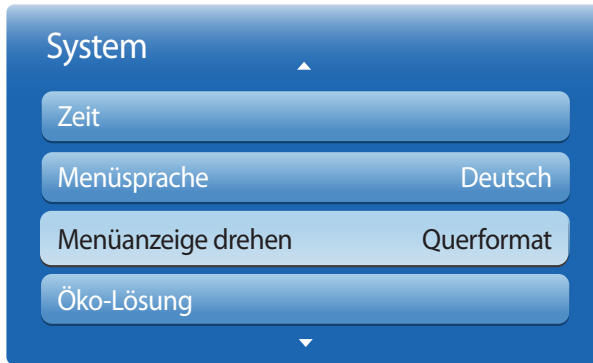 System
Zeit
Menüsprache Deutsch
Menüanzeige drehen Querformat
Öko-Lösung